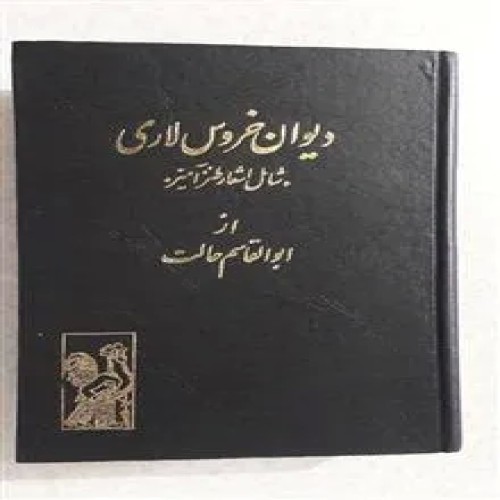 دیوان خروس لاری
شامل اشعار طنزآمیز
از
ابوالقاسم حالت